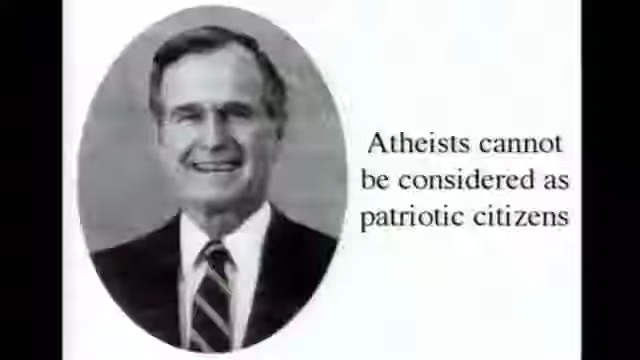 Atheists cannot
be considered as
patriotic citizens